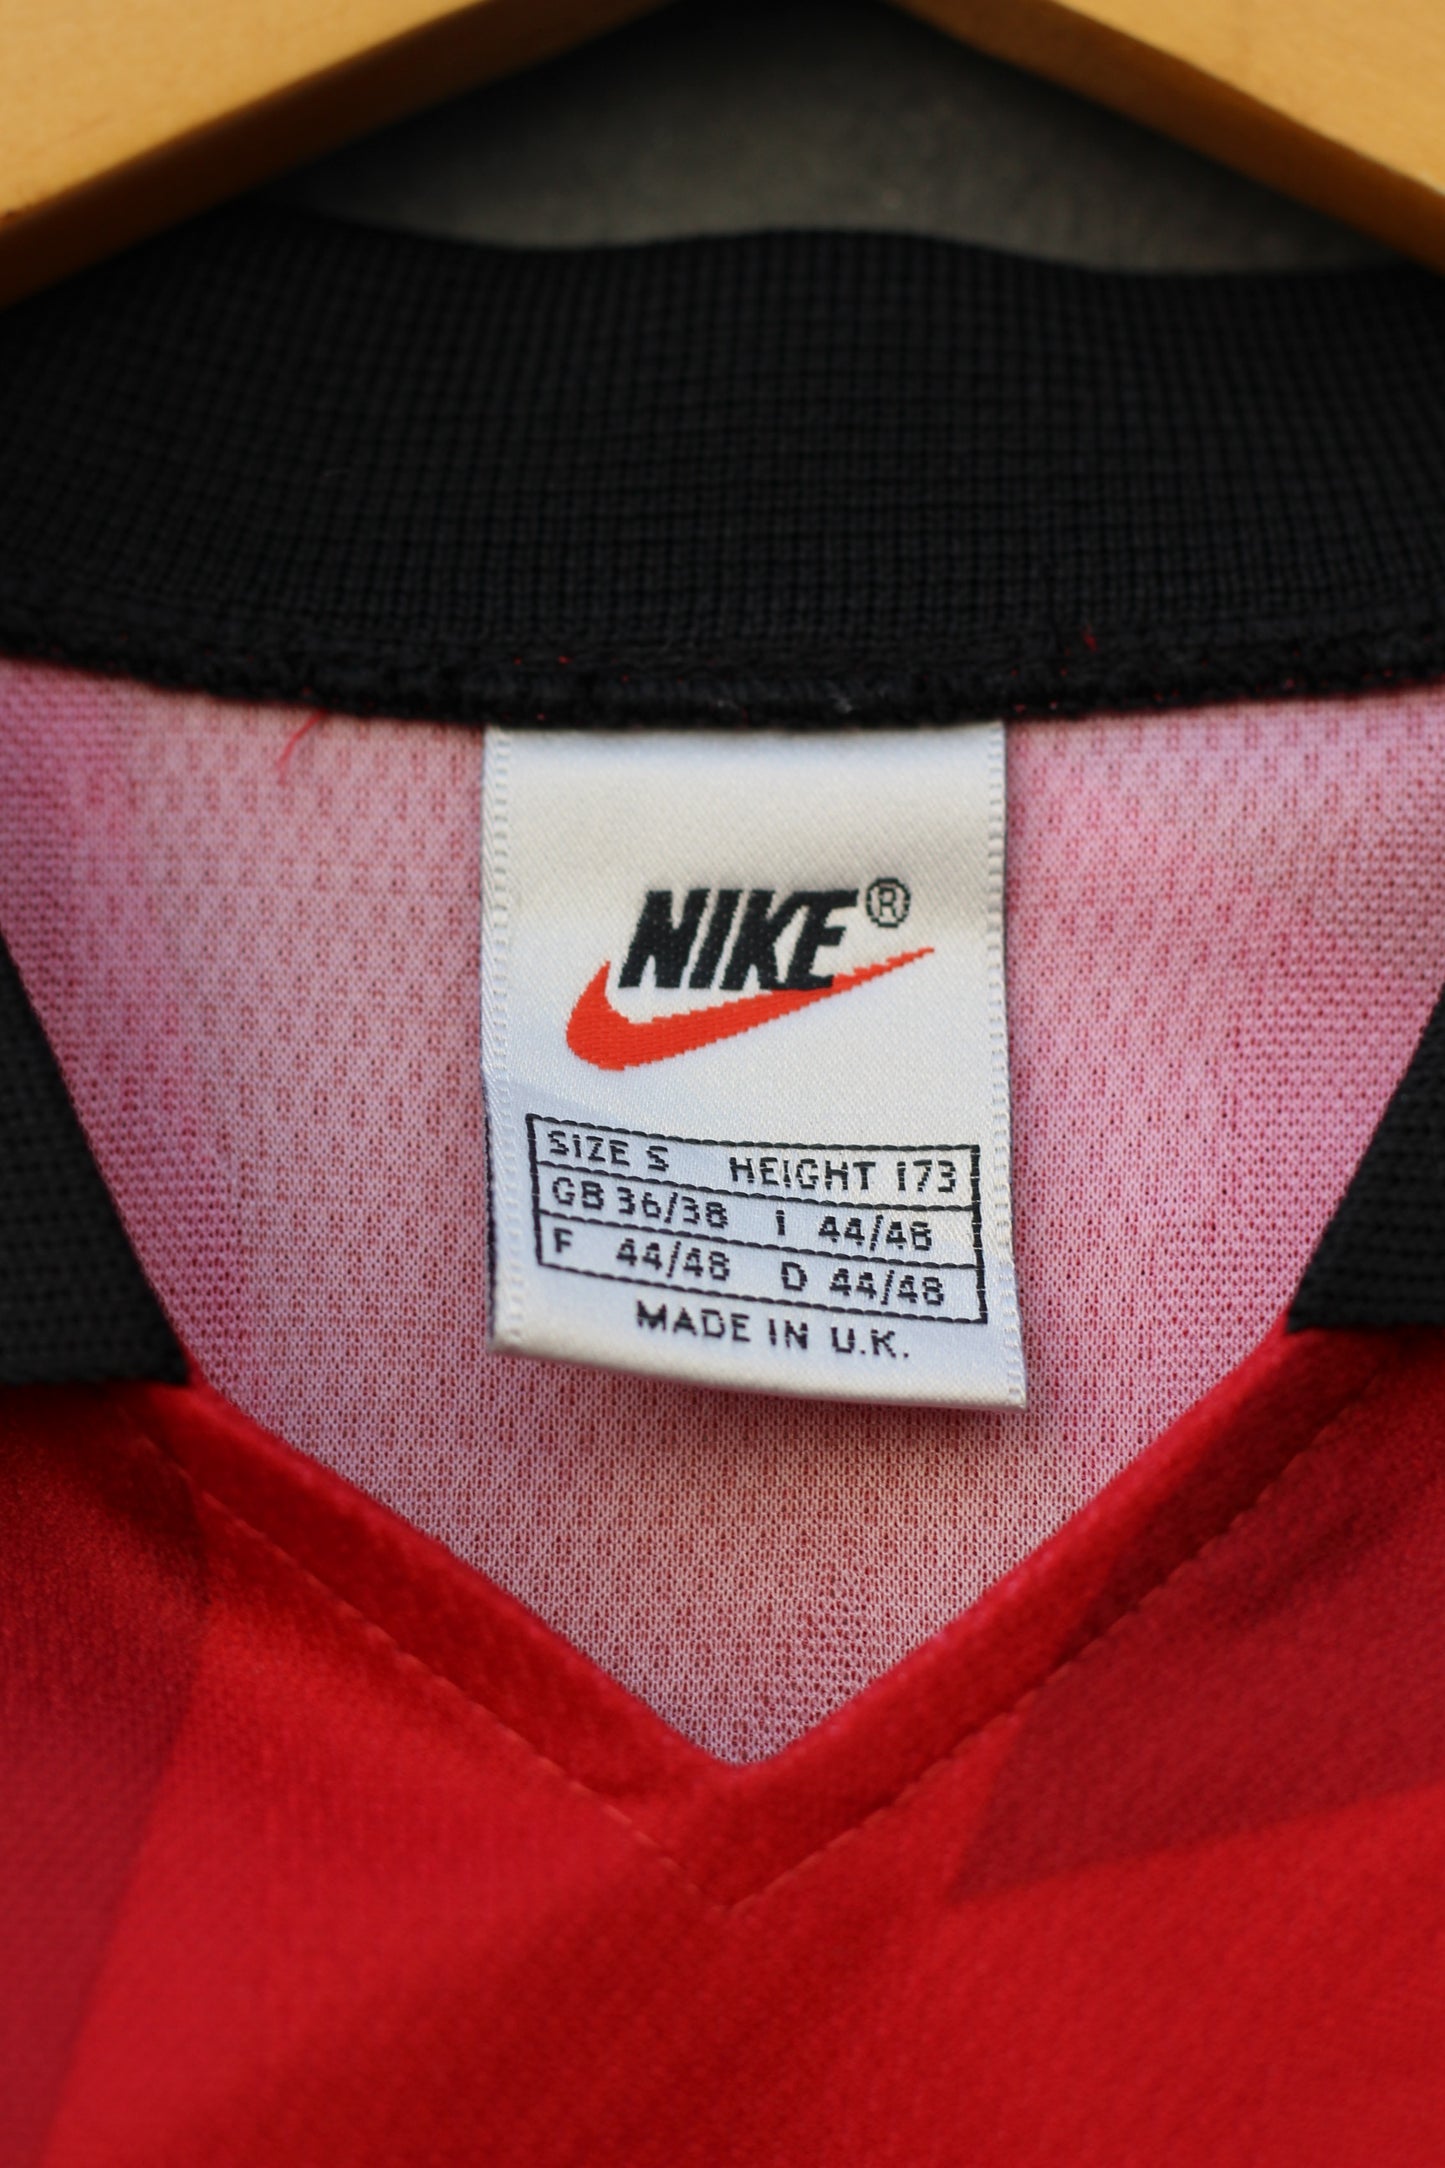 NIKE®
SIZE S HEIGHT 173
GB 36/38 I 44/48
F 44/48 D 44/48
MADE IN U.K.